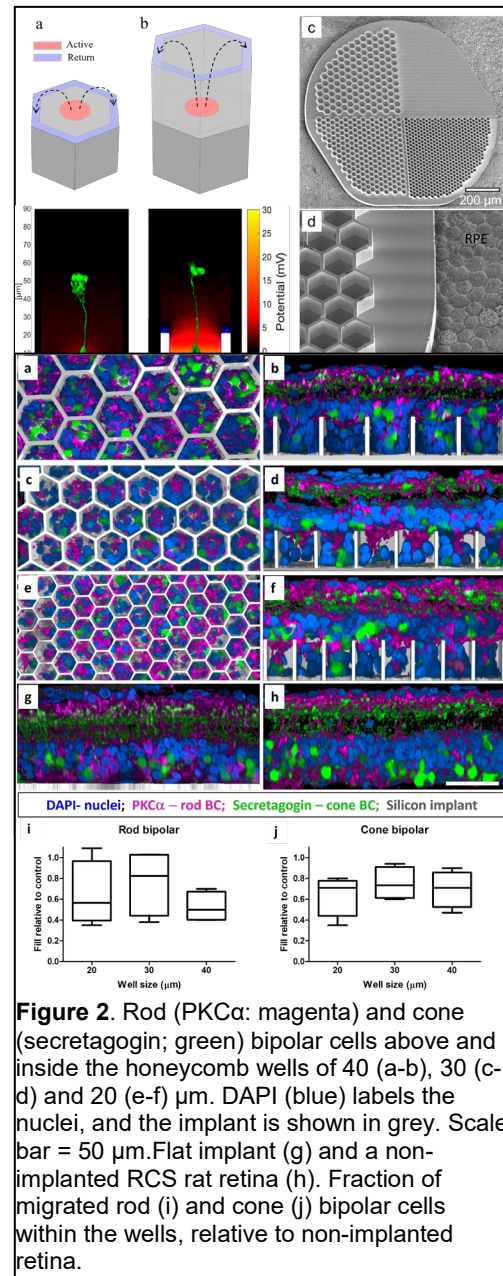 a
Active
Return
b
c
200 µm
90
80
70
60
50
40
30
20
10
[µm]
30
25
20
15
10
5
0
Potential (mV)
d
RPE
a
b
c
d
e
f
g
h
DAPI- nuclei; PKCα – rod BC; Secretagogin – cone BC; Silicon implant
i
Rod bipolar
Fill relative to control
1.0
0.8
0.6
0.4
0.2
0.0
20
30
40
Well size (µm)
j
Cone bipolar
Fill relative to control
1.0
0.8
0.6
0.4
0.2
0.0
20
30
40
Well size (µm)
Figure 2. Rod (PKCα: magenta) and cone
(secretagogin; green) bipolar cells above and
inside the honeycomb wells of 40 (a-b), 30 (c-
d) and 20 (e-f) µm. DAPI (blue) labels the
nuclei, and the implant is shown in grey. Scale
bar = 50 µm.Flat implant (g) and a non-
implanted RCS rat retina (h). Fraction of
migrated rod (i) and cone (j) bipolar cells
within the wells, relative to non-implanted
retina.